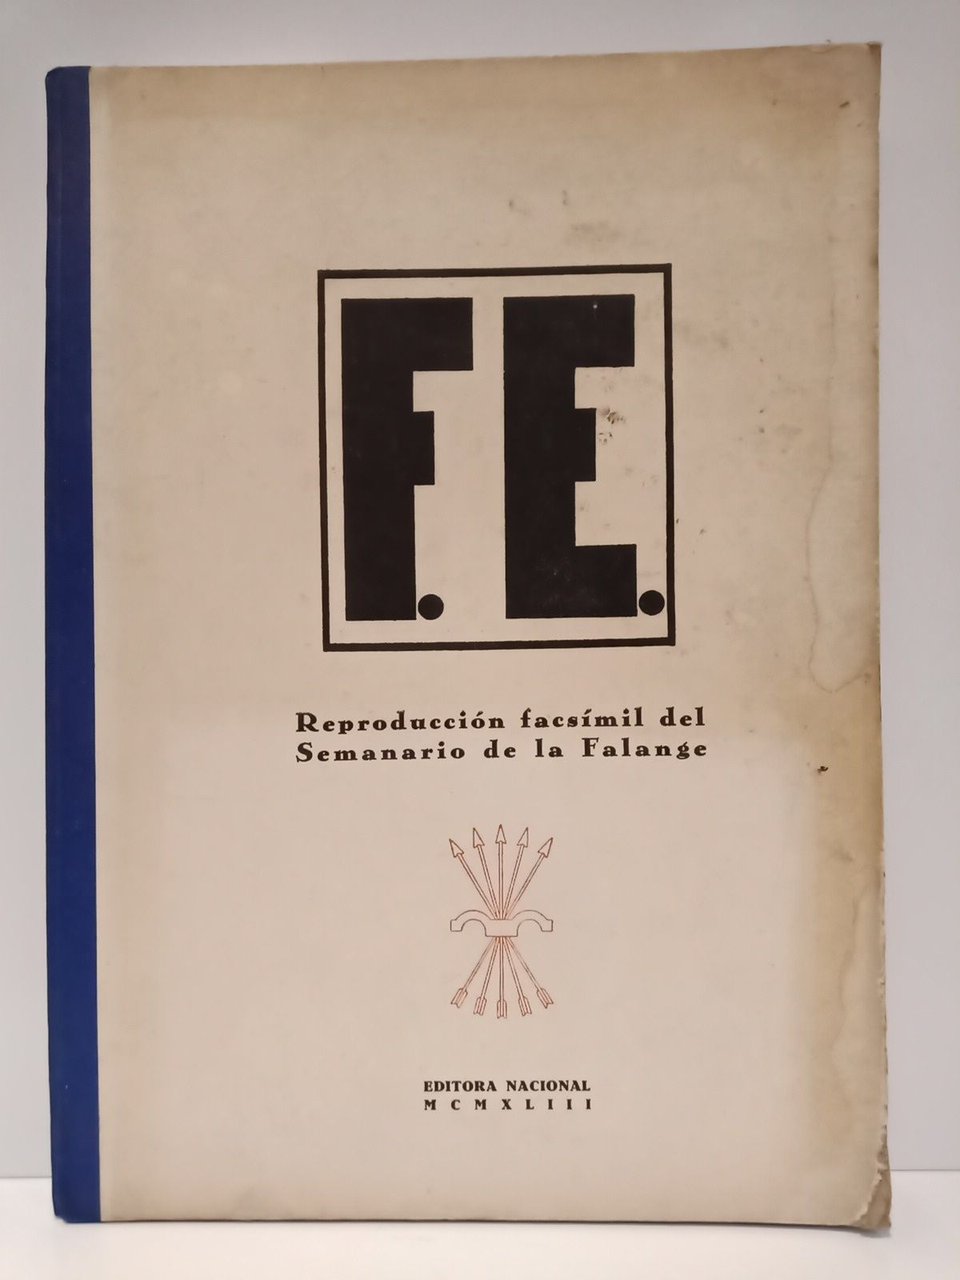 F.E.
Reproducción facsímil del
Semanario de la Falange
EDITORA NACIONAL
MCMXLIII